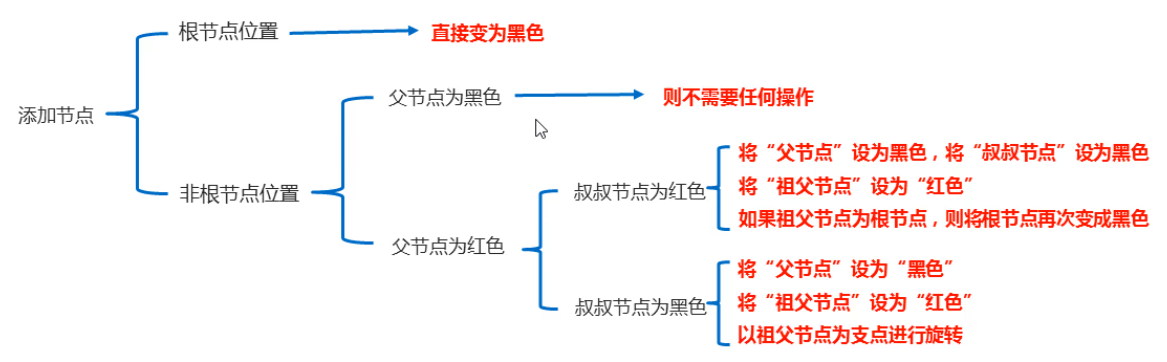 根节点位置
直接变为黑色
添加节点
父节点为黑色
则不需要任何操作
非根节点位置
父节点为红色
叔叔节点为红色
将“父节点”设为黑色，将“叔叔节点”设为黑色
将“祖父节点”设为“红色”
如果祖父节点为根节点，则将根节点再次变成黑色
叔叔节点为黑色
将“父节点”设为“黑色”
将“祖父节点”设为“红色”
以祖父节点为支点进行旋转